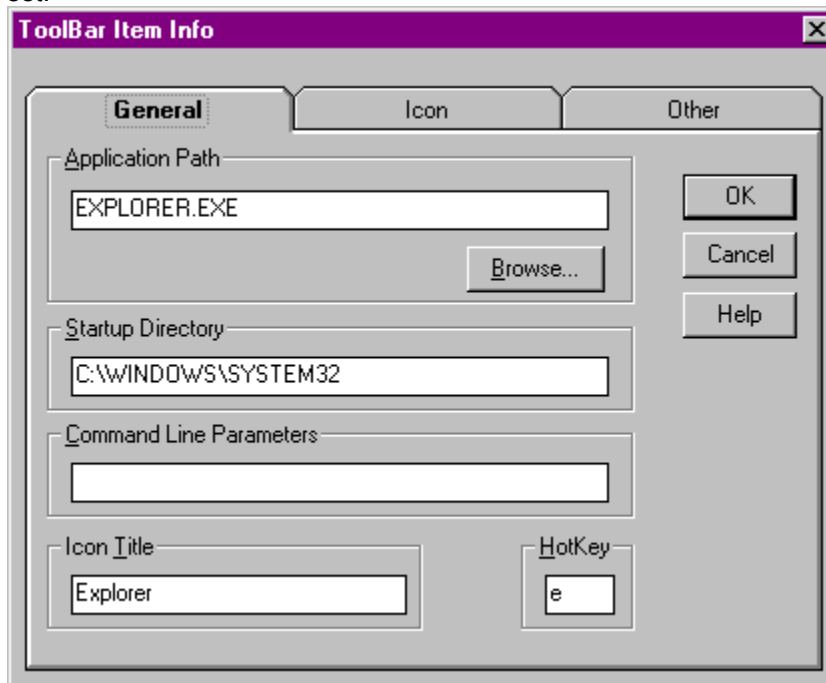 ToolBar Item Info
General Icon Other
Application Path
EXPLORER.EXE
OK
Browse...
Cancel
Help
Startup Directory
C:\WINDOWS\SYSTEM32
Command Line Parameters
Icon Title
HotKey
Explorer
e